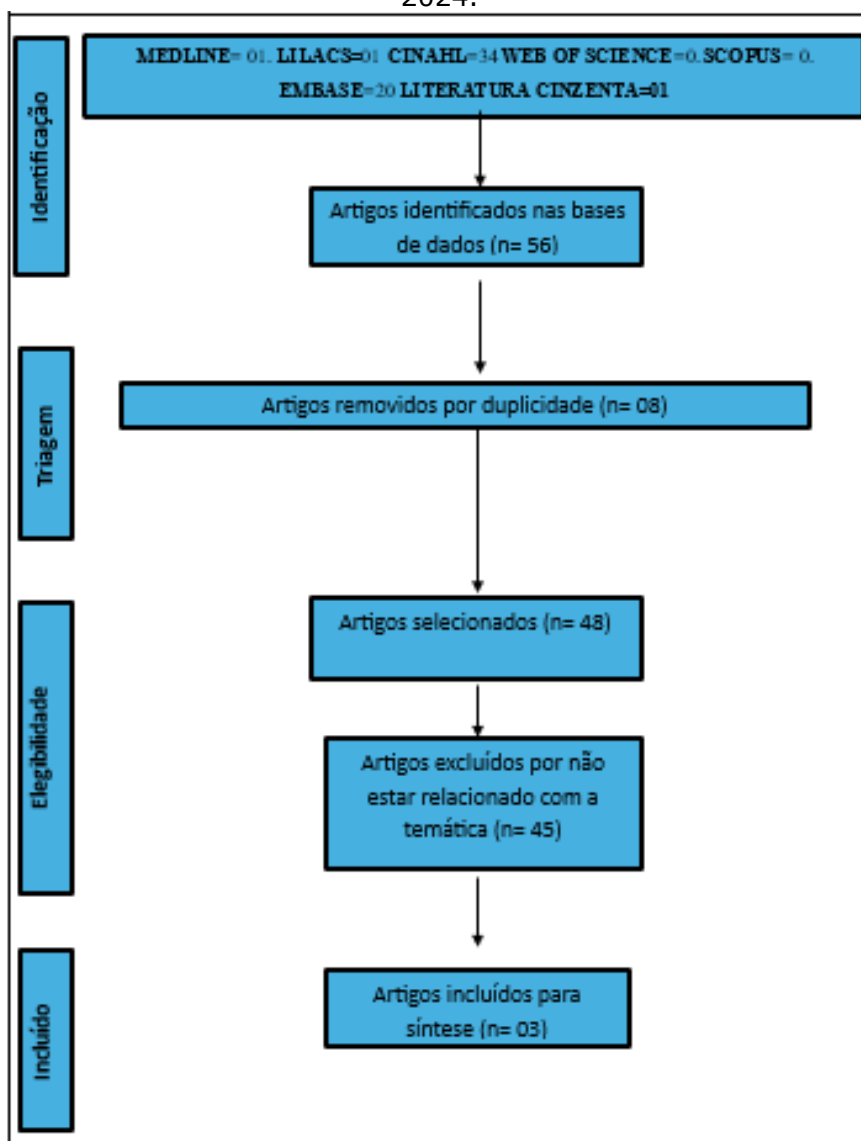 2024.
MEDLINE= 01. LILACS=01 CINAHL=34 WEB OF SCIENCE=0. SCOPUS= 0.
EMBASE=20 LITERATURA CINZENTA=01
Identificação
Artigos identificados nas bases
de dados (n= 56)
Triagem
Artigos removidos por duplicidade (n= 08)
Elegibilidade
Artigos selecionados (n= 48)
Artigos excluídos por não
estar relacionado com a
temática (n= 45)
Incluído
Artigos incluídos para
síntese (n= 03)